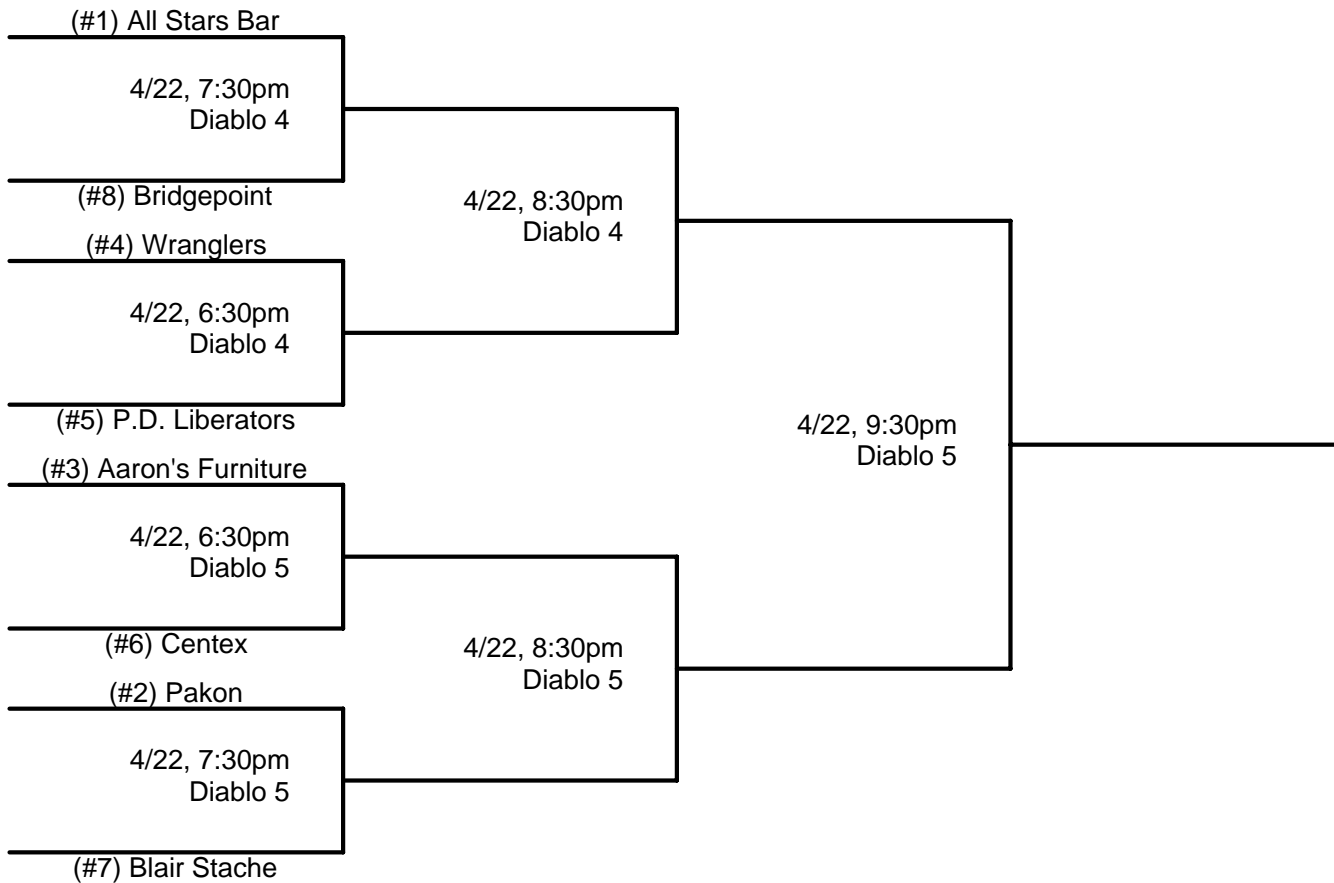 (#1) All Stars Bar
4/22, 7:30pm
Diablo 4
(#8) Bridgepoint
4/22, 8:30pm
Diablo 4
(#4) Wranglers
4/22, 6:30pm
Diablo 4
(#5) P.D. Liberators
4/22, 9:30pm
Diablo 5
(#3) Aaron's Furniture
4/22, 6:30pm
Diablo 5
(#6) Centex
4/22, 8:30pm
Diablo 5
(#2) Pakon
4/22, 7:30pm
Diablo 5
(#7) Blair Stache